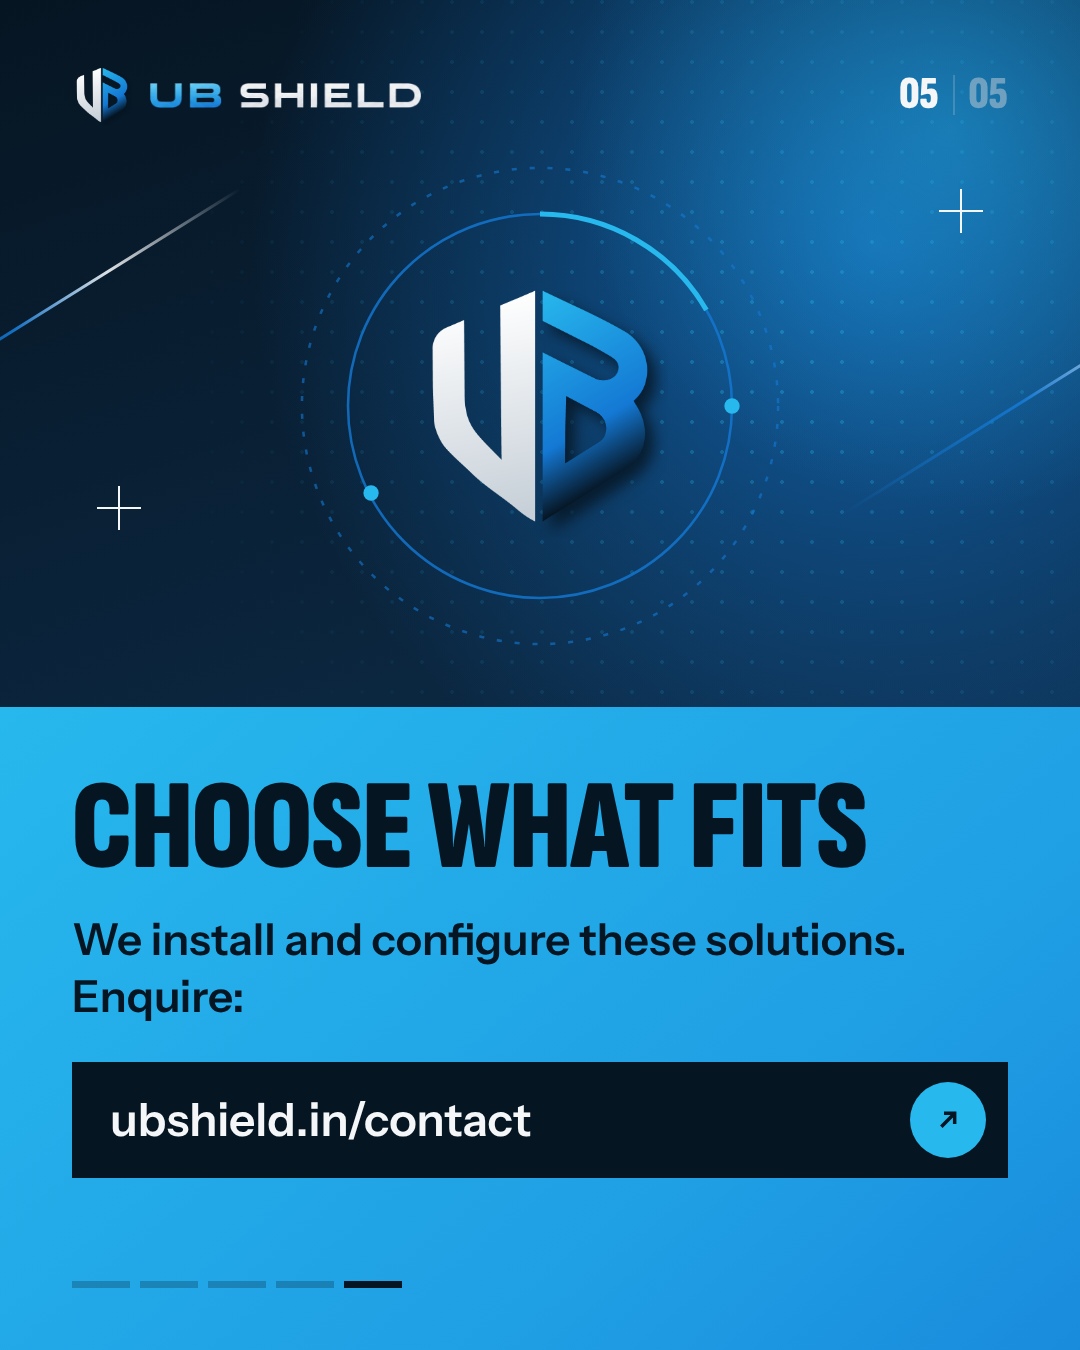 UB SHIELD
05 | 05
CHOOSE WHAT FITS
We install and configure these solutions.
Enquire:
ubshield.in/contact